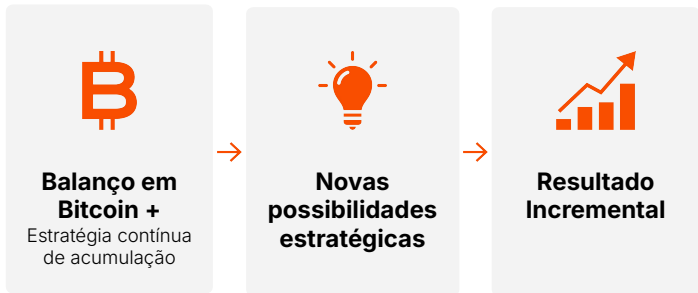 Balanço em
Bitcoin +
Estratégia contínua
de acumulação
Novas
possibilidades
estratégicas
Resultado
Incremental